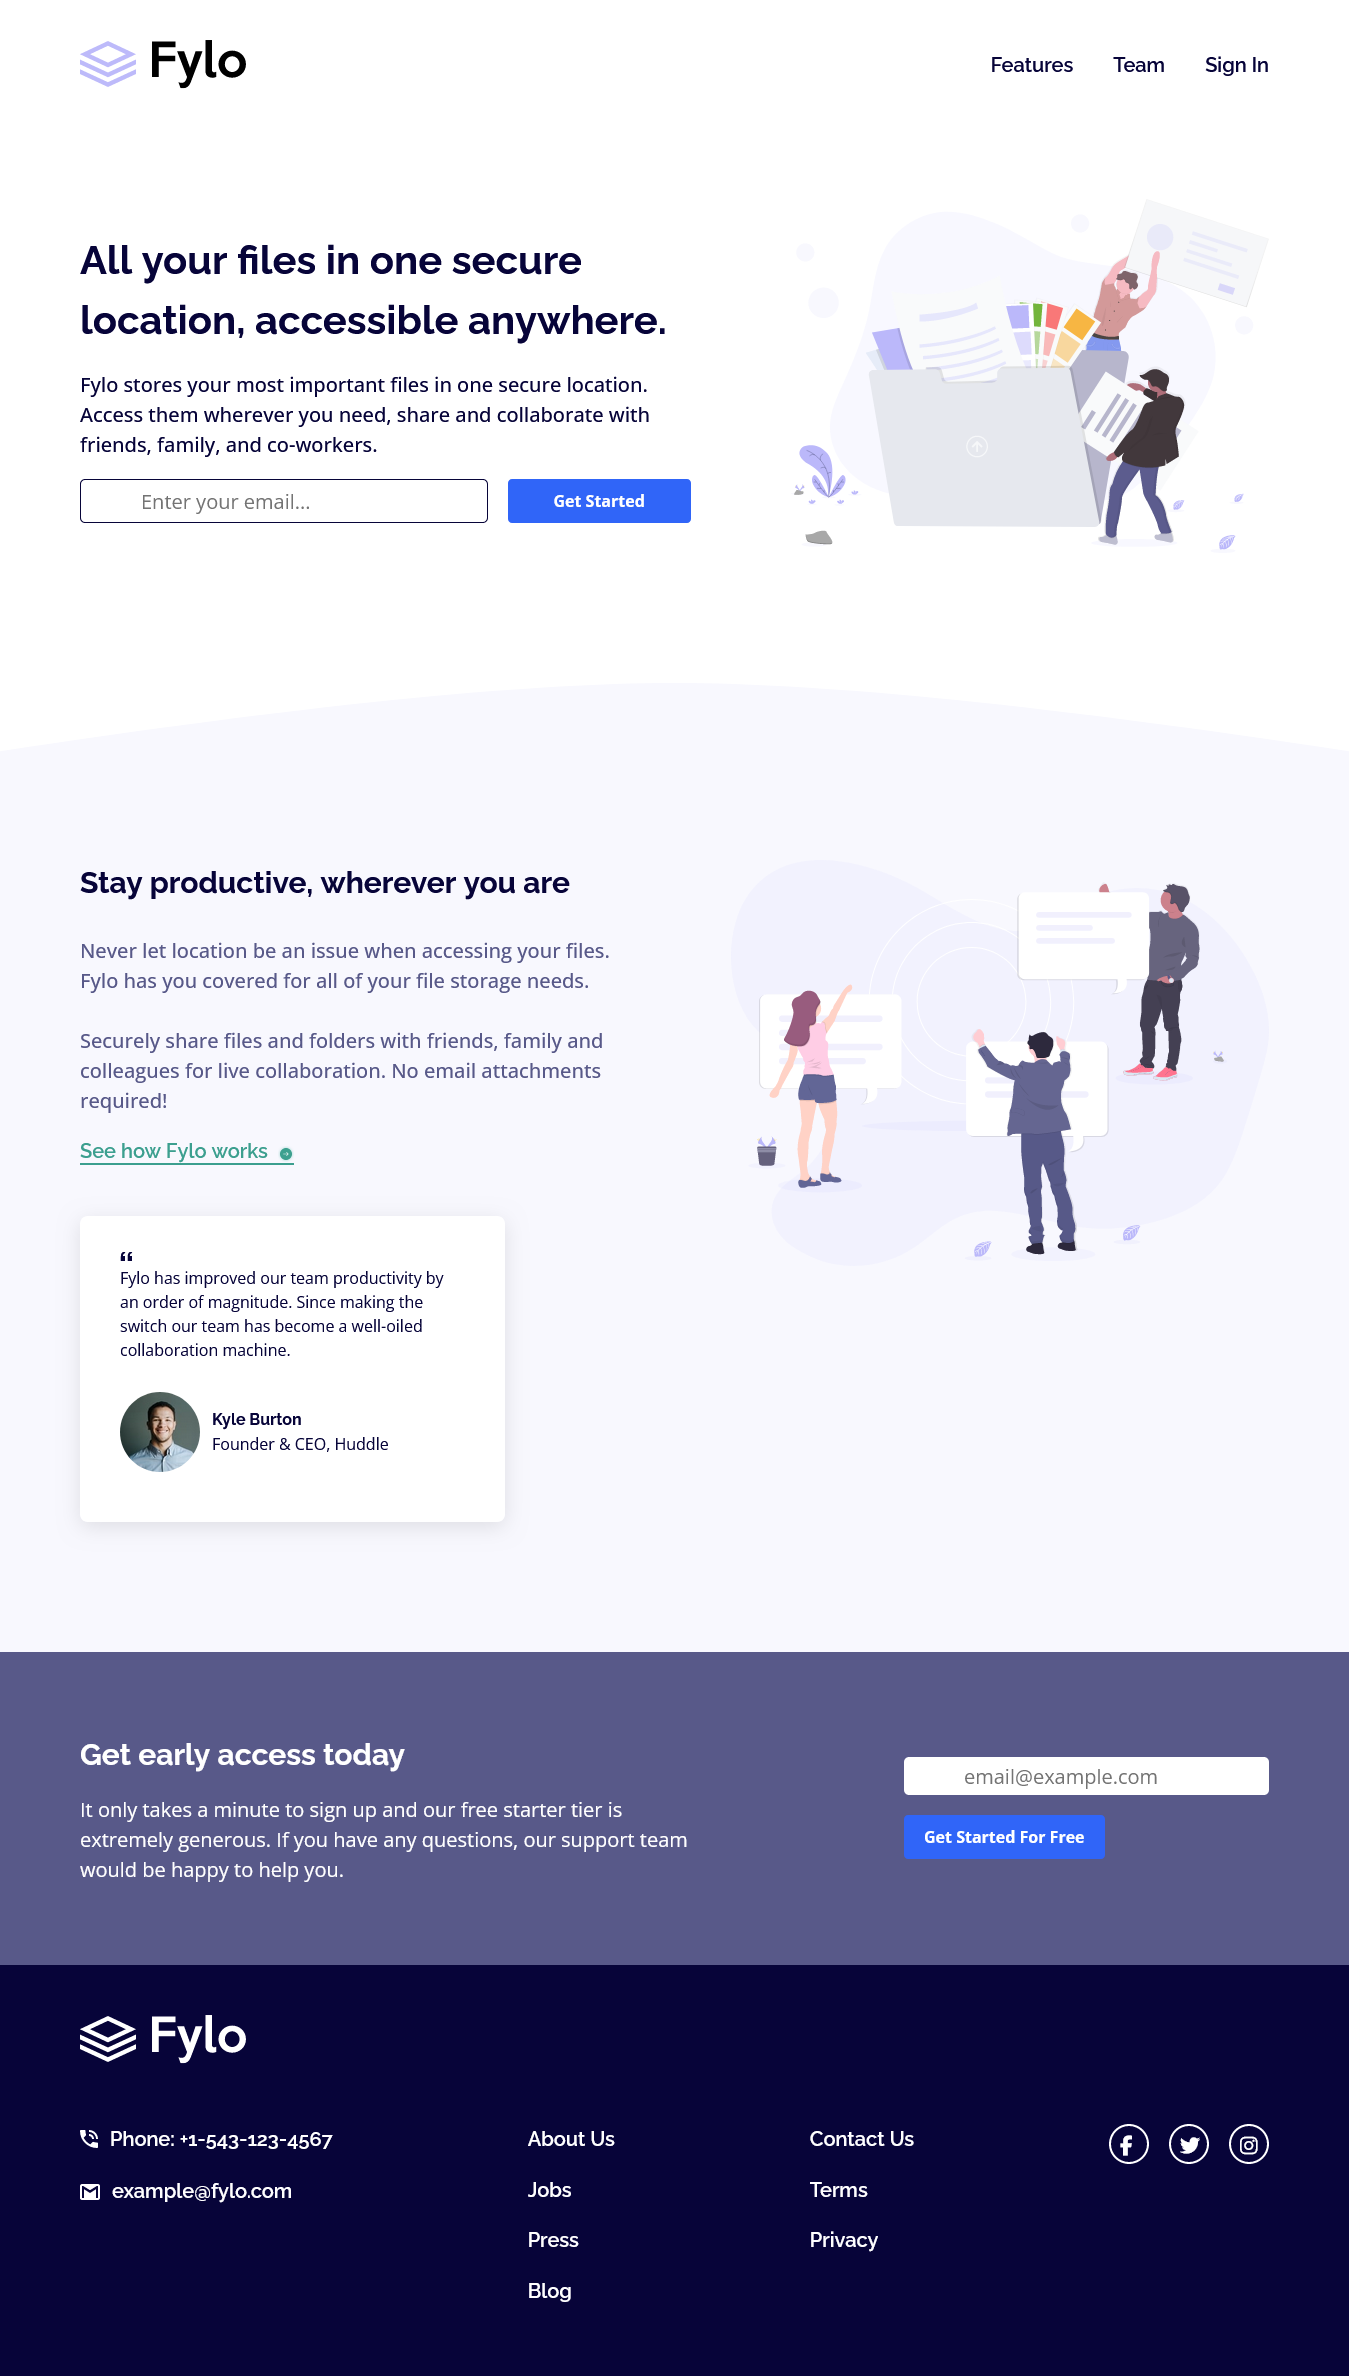 Fylo
Features
Team
Sign In
All your files in one secure
location, accessible anywhere.
Fylo stores your most important files in one secure location.
Access them wherever you need, share and collaborate with
friends, family, and co-workers.
Enter your email...
Get Started
Stay productive, wherever you are
Never let location be an issue when accessing your files.
Fylo has you covered for all of your file storage needs.
Securely share files and folders with friends, family and
colleagues for live collaboration. No email attachments
required!
See how Fylo works
“
Fylo has improved our team productivity by
an order of magnitude. Since making the
switch our team has become a well-oiled
collaboration machine.
Kyle Burton
Founder & CEO, Huddle
Get early access today
It only takes a minute to sign up and our free starter tier is
extremely generous. If you have any questions, our support team
would be happy to help you.
email@example.com
Get Started For Free
Fylo
Phone: +1-543-123-4567
example@fylo.com
About Us
Jobs
Press
Blog
Contact Us
Terms
Privacy